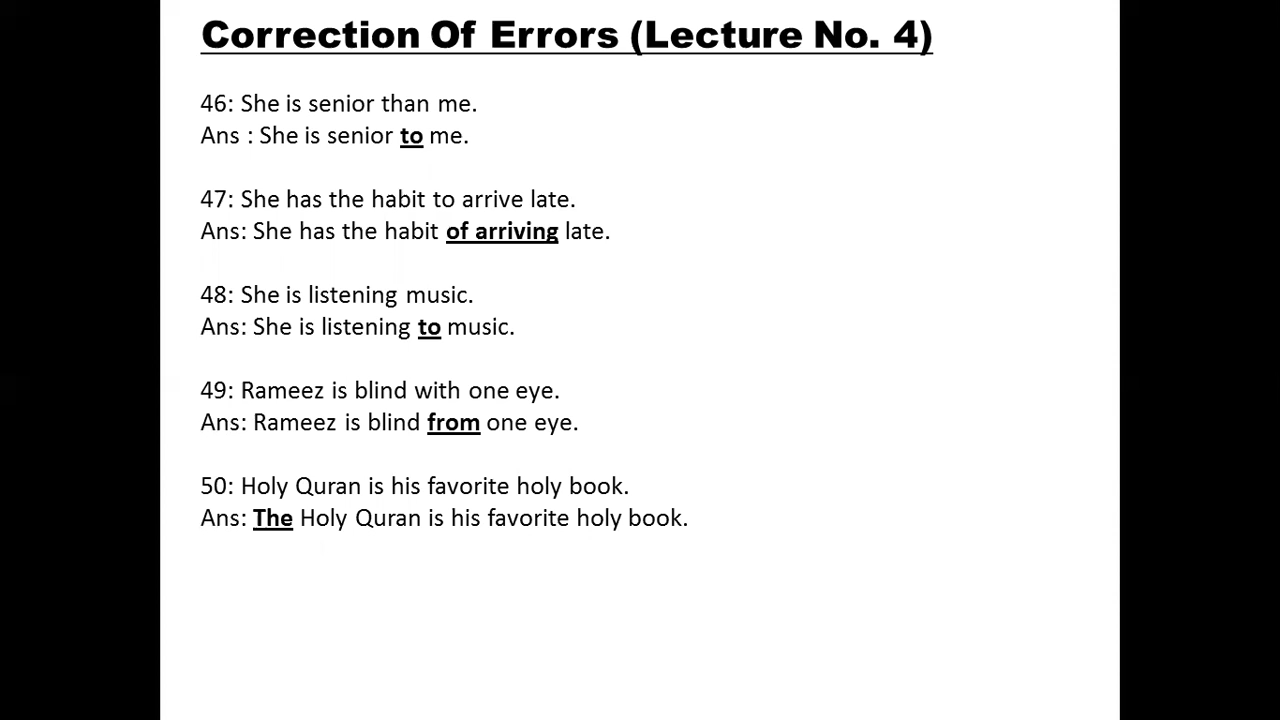 Correction Of Errors (Lecture No. 4)
46: She is senior than me.
Ans : She is senior to me.
47: She has the habit to arrive late.
Ans: She has the habit of arriving late.
48: She is listening music.
Ans: She is listening to music.
49: Rameez is blind with one eye.
Ans: Rameez is blind from one eye.
50: Holy Quran is his favorite holy book.
Ans: The Holy Quran is his favorite holy book.